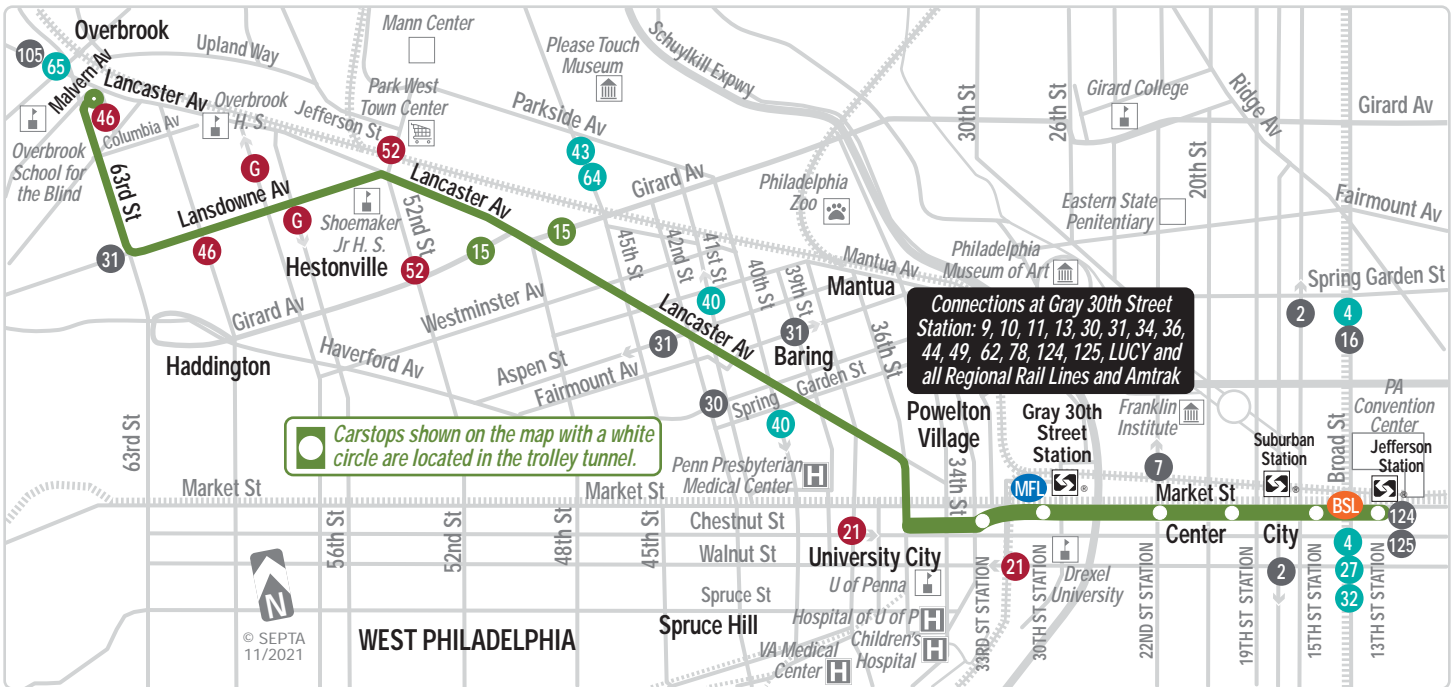 Overbrook
Mann Center
Upland Way
Please Touch
Museum
Schuylkill Expwy
105
65
Malvern Av
Lancaster Av
46
Columbia Av
Overbrook
H. S.
Jefferson St
Park West
Town Center
52
Parkside Av
43
64
30th St
26th St
Girard College
Ridge Av
Girard Av
20th St
Overbrook
School for
the Blind
63rd St
G
Lansdowne Av
G
46
31
Shoemaker
Jr H. S.
Hestonville
52nd St
52
Lancaster Av
15
15
Girard Av
Philadelphia
Zoo
Eastern State
Penitentiary
Fairmount Av
45th St
42nd St
41st St
40th St
39th St
40
Mantua Av
Mantua
Philadelphia
Museum of Art
Spring Garden St
2
4
16
Girard Av
Westminster Av
Lancaster Av
31
31
Baring
36th St
Haddington
Haverford Av
Aspen St
Fairmount Av
Spring Garden St
30
40
Connections at Gray 30th Street
Station: 9, 10, 11, 13, 30, 31, 34, 36,
44, 49, 62, 78, 124, 125, LUCY and
all Regional Rail Lines and Amtrak
Powelton
Village
Gray 30th
Street
Station
Franklin
Institute
7
Suburban
Station
Broad St
PA
Convention
Center
Jefferson
Station
63rd St
Carstops shown on the map with a white
circle are located in the trolley tunnel.
Penn Presbyterian
Medical Center
H
34th St
MFL
®
®
®
Market St
Market St
Market St
BSL
124
125
Chestnut St
Walnut St
21
University City
21
Center
City
2
4
27
32
56th St
52nd St
48th St
45th St
U of Penna
Drexel
University
Spruce St
Spruce Hill
Hospital of U of P
H
Children's
Hospital
H
VA Medical
Center
H
33RD ST STATION
30TH ST STATION
22ND ST STATION
19TH ST STATION
15TH ST STATION
13TH ST STATION
N
© SEPTA
11/2021
WEST PHILADELPHIA